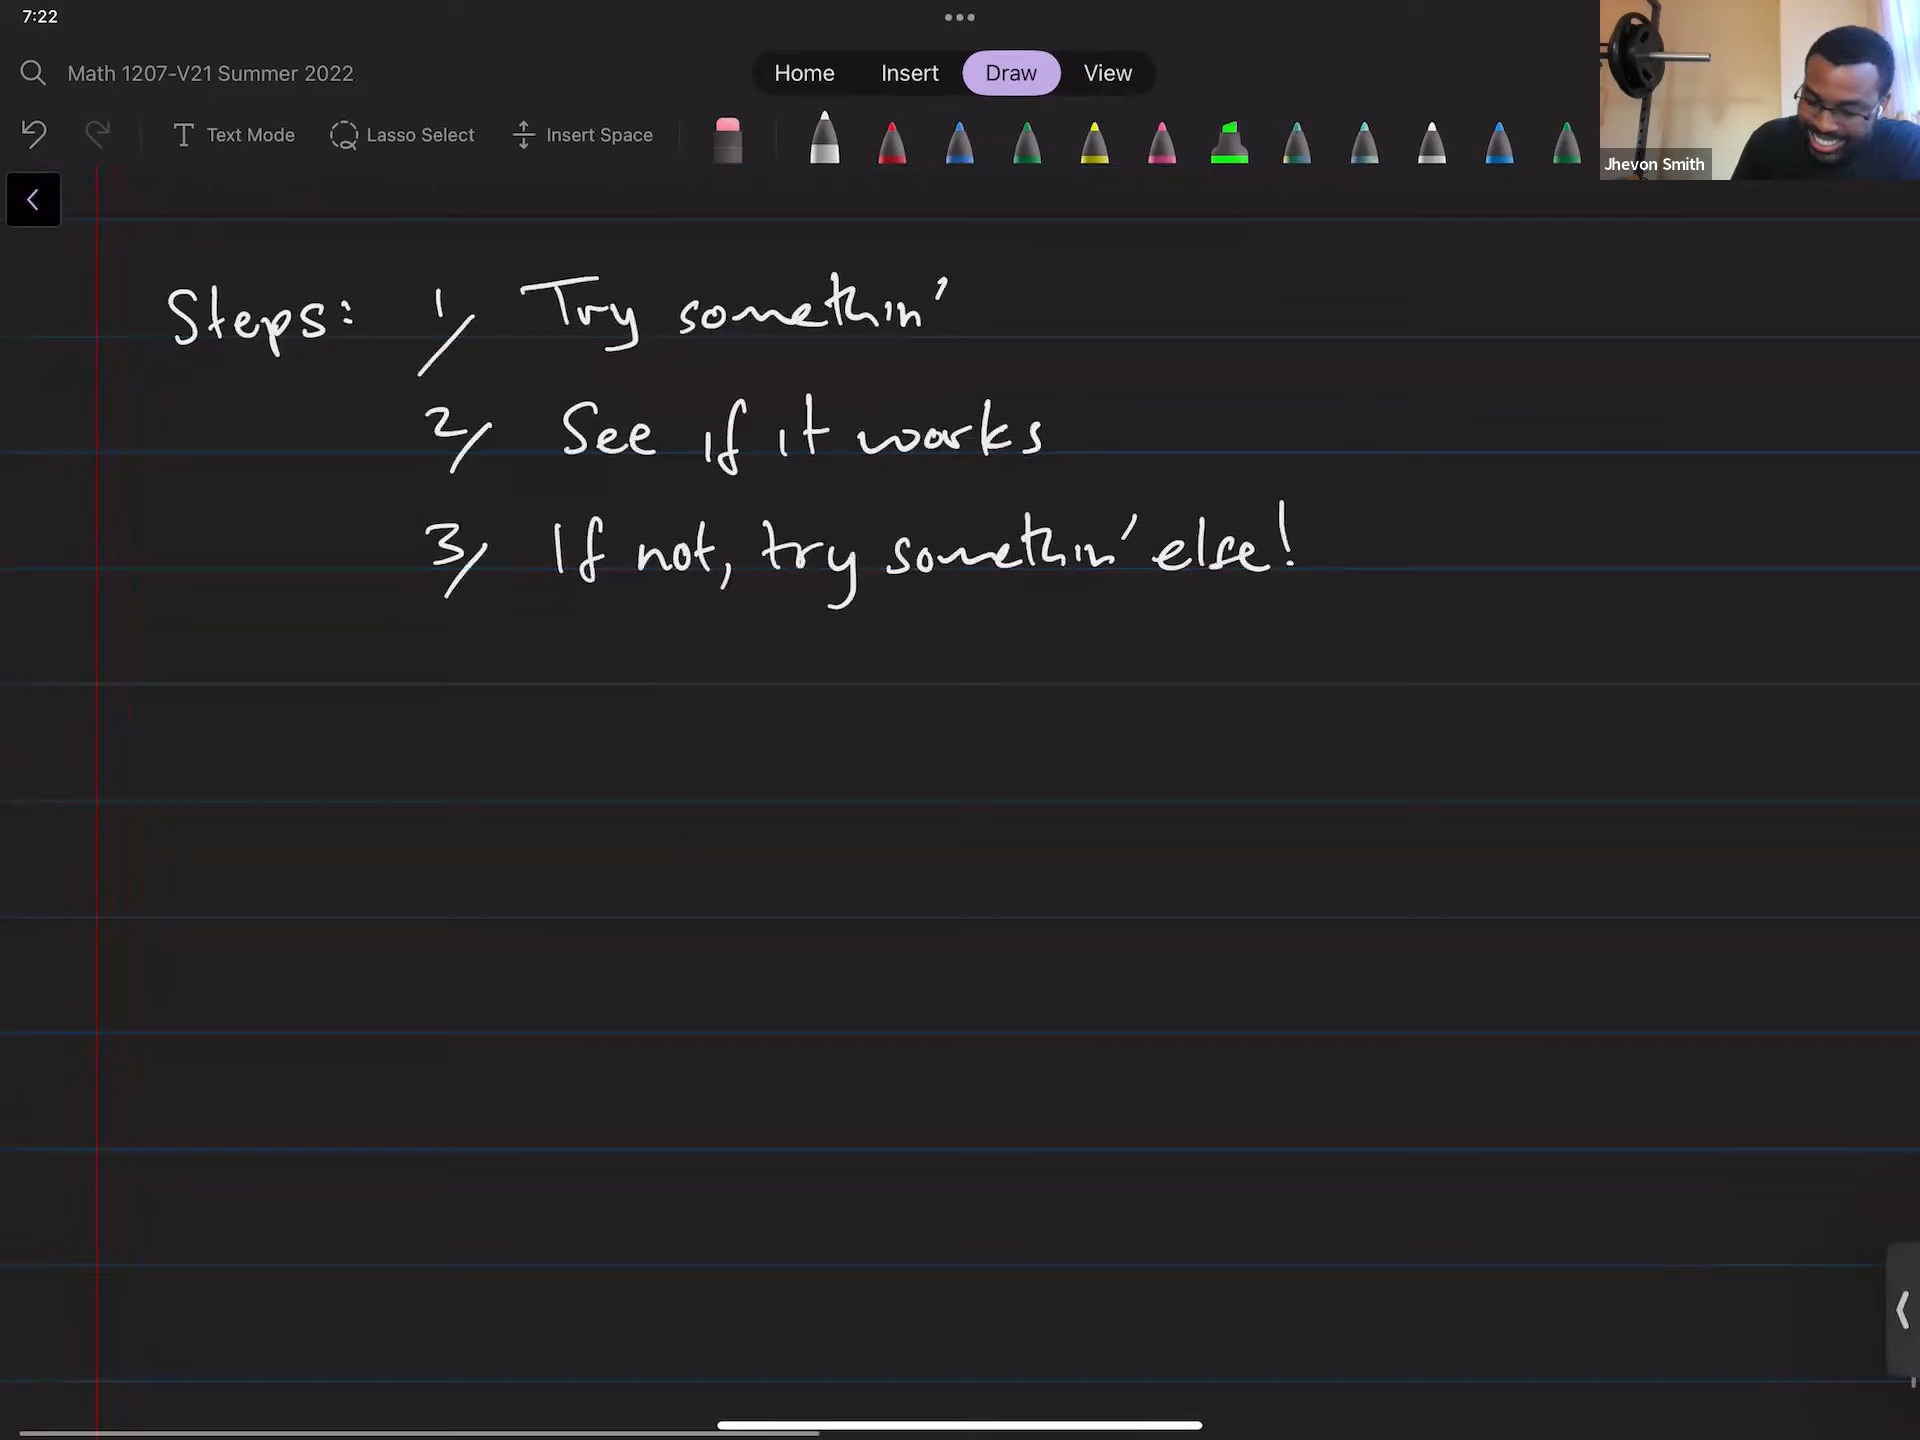 7:22
Math 1207-V21 Summer 2022
Home Insert Draw View
Text Mode Lasso Select Insert Space
Jhevon Smith
Steps: 1/ Try somethin'
2/ See if it works
3/ If not, try somethin' else!